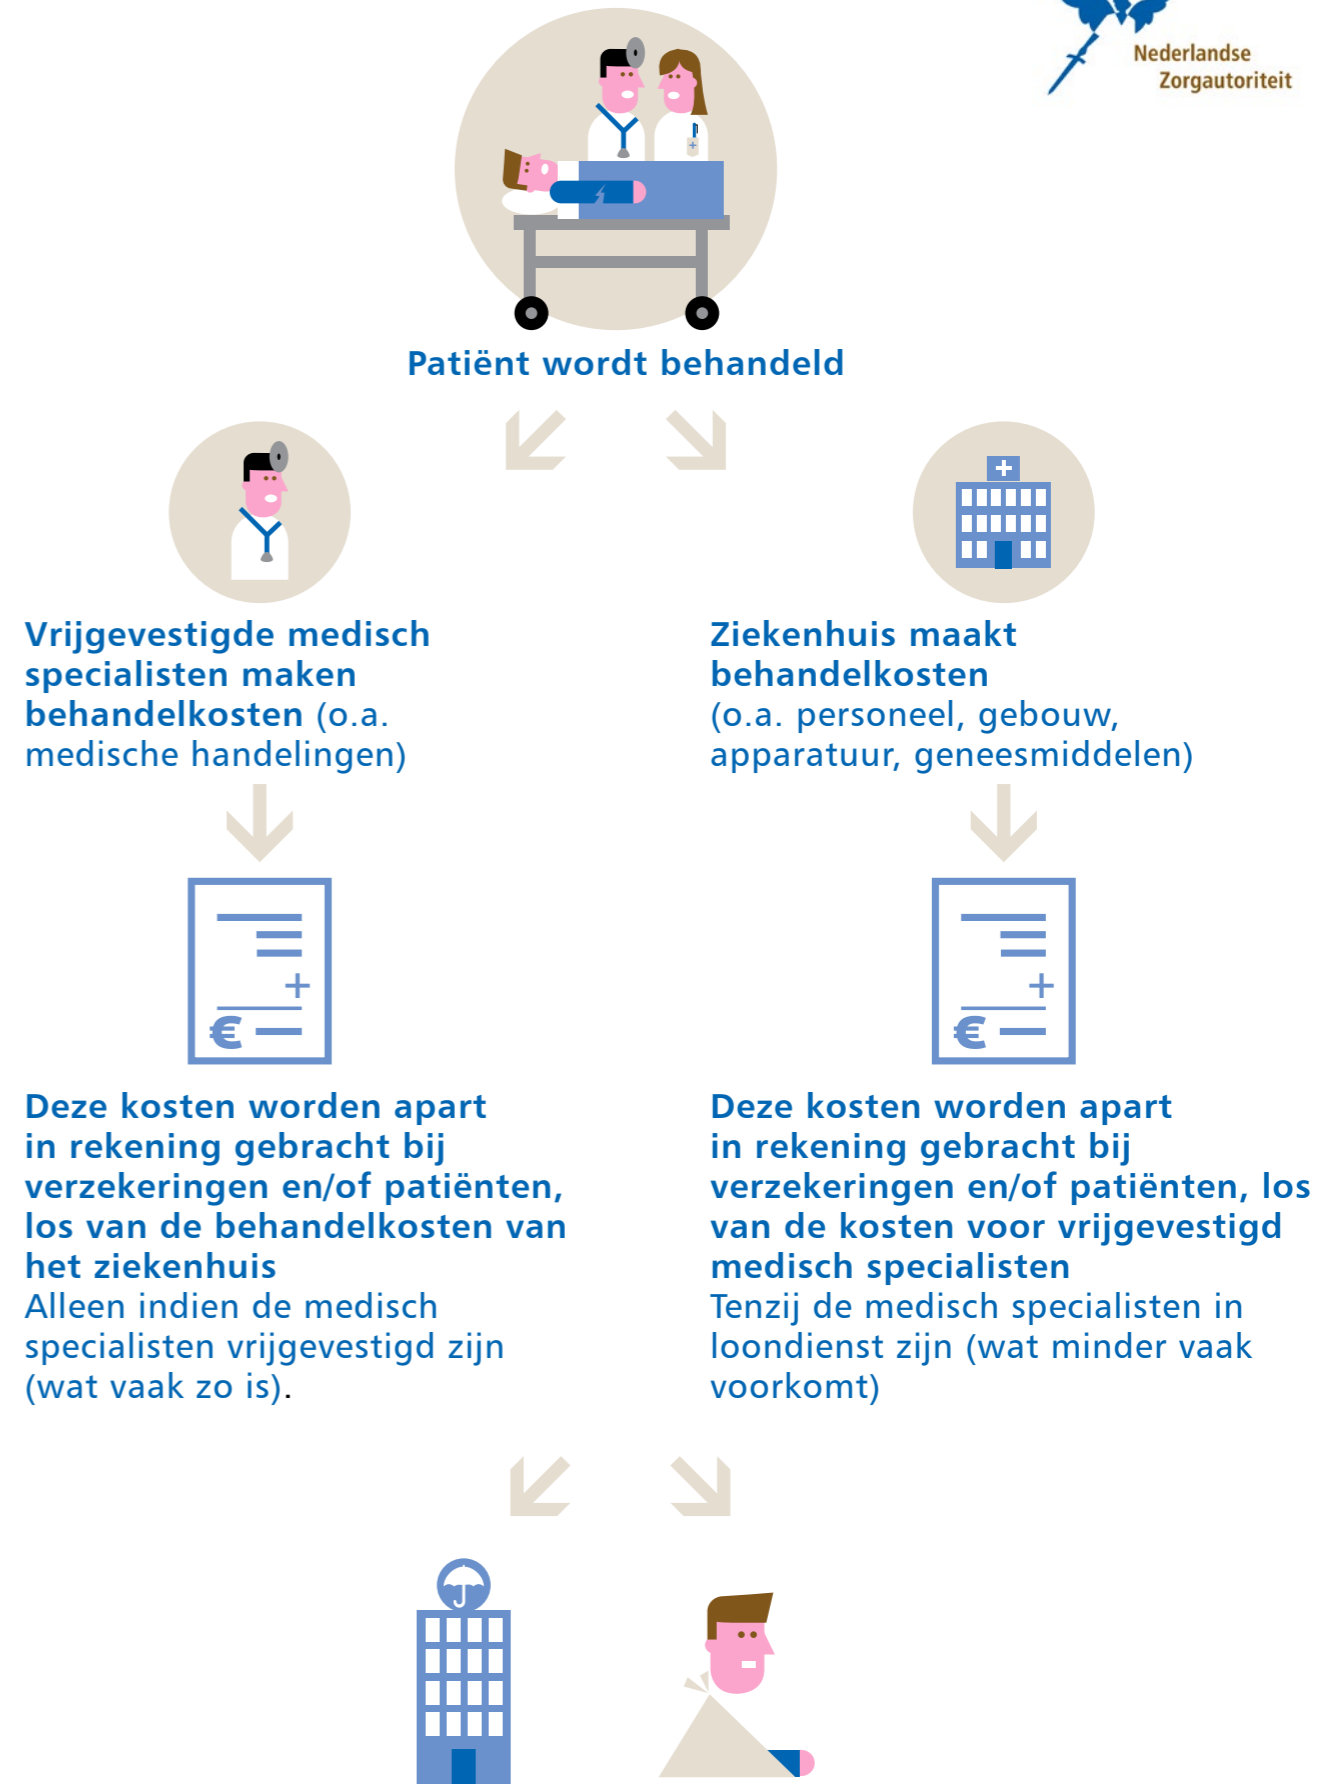 Nederlandse
Zorgautoriteit
Patiënt wordt behandeld
Vrijgevestigde medisch
specialisten maken
behandelkosten (o.a.
medische handelingen)
Ziekenhuis maakt
behandelkosten
(o.a. personeel, gebouw,
apparatuur, geneesmiddelen)
+
€
+
€
Deze kosten worden apart
in rekening gebracht bij
verzekeringen en/of patiënten,
los van de behandelkosten van
het ziekenhuis
Alleen indien de medisch
specialisten vrijgevestigd zijn
(wat vaak zo is).
Deze kosten worden apart
in rekening gebracht bij
verzekeringen en/of patiënten, los
van de kosten voor vrijgevestigd
medisch specialisten
Tenzij de medisch specialisten in
loondienst zijn (wat minder vaak
voorkomt)